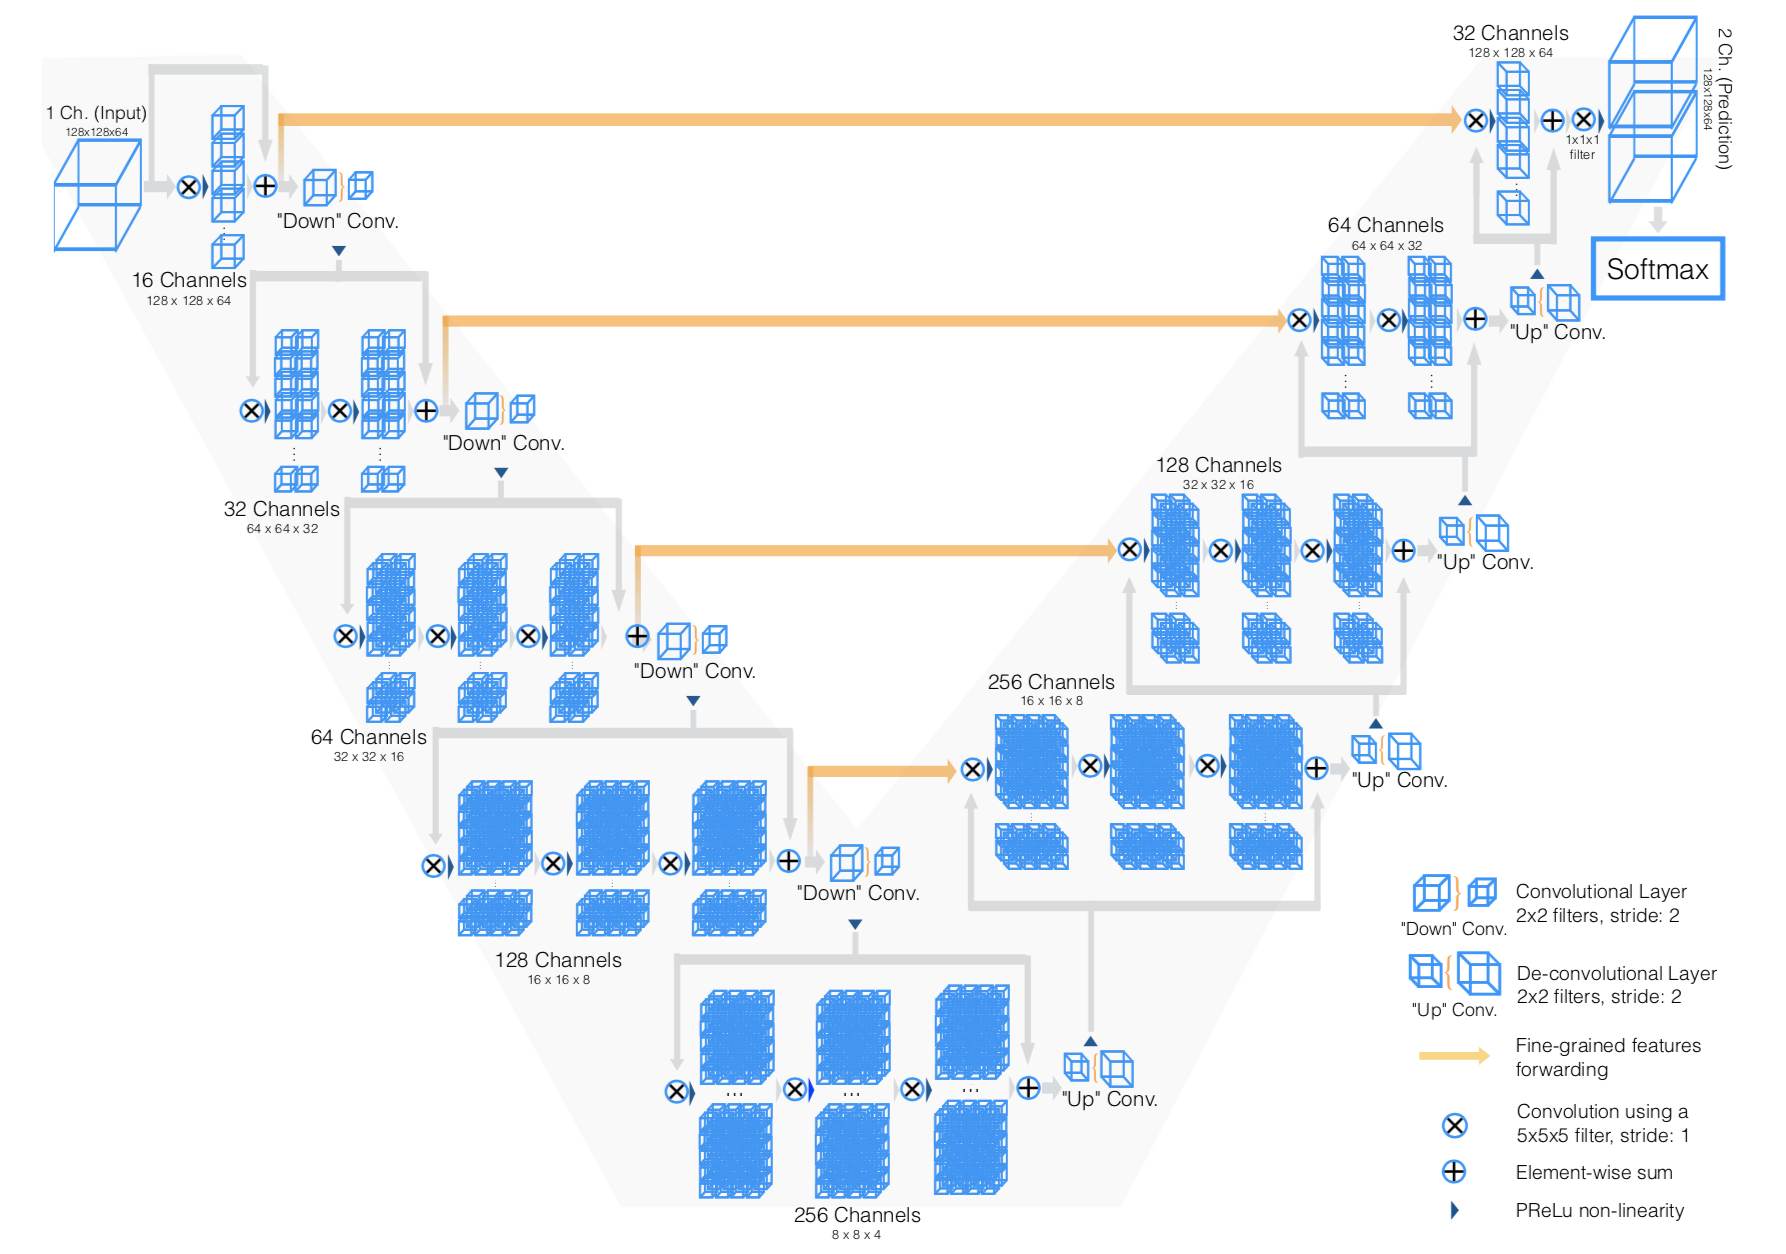 1 Ch. (Input)
128x128x64
16 Channels
128 x 128 x 64
"Down" Conv.
32 Channels
64 x 64 x 32
"Down" Conv.
64 Channels
32 x 32 x 16
"Down" Conv.
128 Channels
16 x 16 x 8
"Down" Conv.
256 Channels
8 x 8 x 4
"Up" Conv.
256 Channels
16 x 16 x 8
"Up" Conv.
128 Channels
32 x 32 x 16
"Up" Conv.
64 Channels
64 x 64 x 32
"Up" Conv.
32 Channels
128 x 128 x 64
1x1x1
filter
2 Ch. (Prediction)
128x128x64
Softmax
"Down" Conv.
Convolutional Layer
2x2 filters, stride: 2
"Up" Conv.
De-convolutional Layer
2x2 filters, stride: 2
Fine-grained features
forwarding
Convolution using a
5x5x5 filter, stride: 1
Element-wise sum
PReLu non-linearity